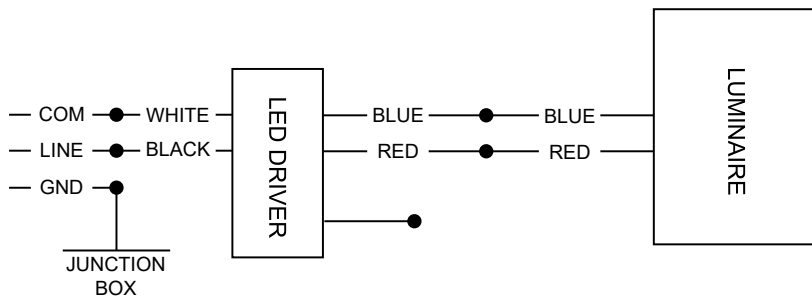 COM WHITE BLUE BLUE
LINE BLACK RED RED
GND
JUNCTION
BOX
LED DRIVER
LUMINAIRE